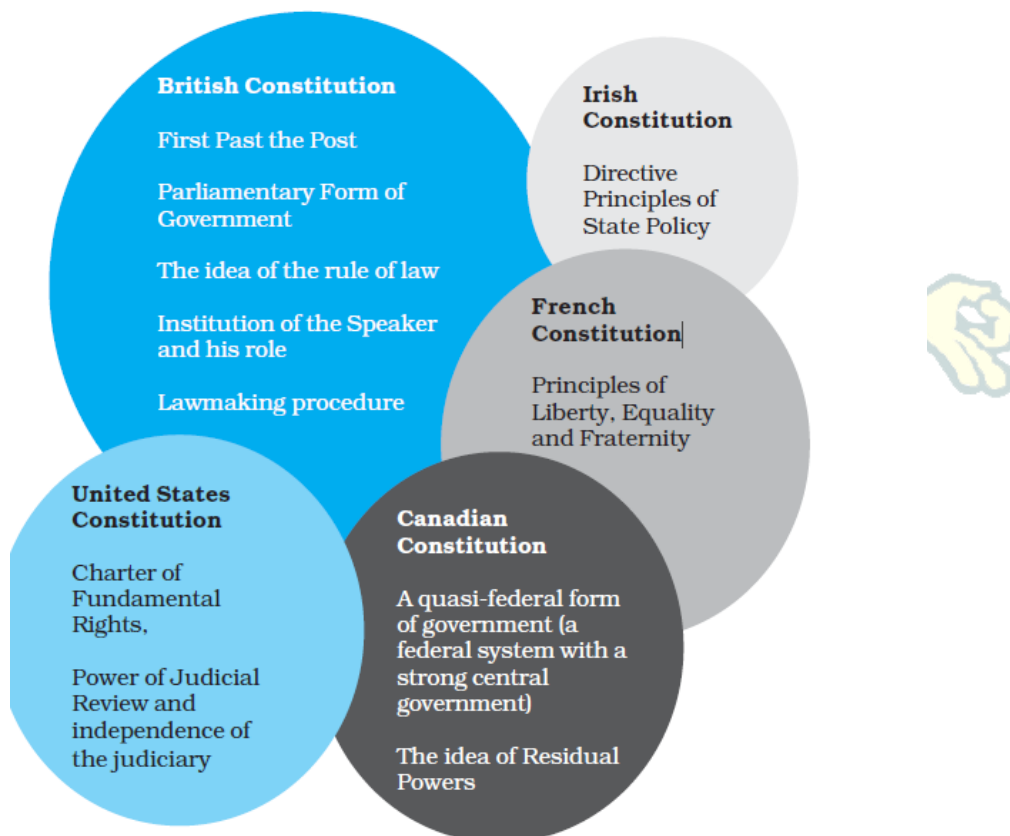 British Constitution
First Past the Post
Parliamentary Form of
Government
The idea of the rule of law
Institution of the Speaker
and his role
Lawmaking procedure
Irish
Constitution
Directive
Principles of
State Policy
French
Constitution
Principles of
Liberty, Equality
and Fraternity
United States
Constitution
Charter of
Fundamental
Rights,
Power of Judicial
Review and
independence of
the judiciary
Canadian
Constitution
A quasi-federal form
of government (a
federal system with a
strong central
government)
The idea of Residual
Powers